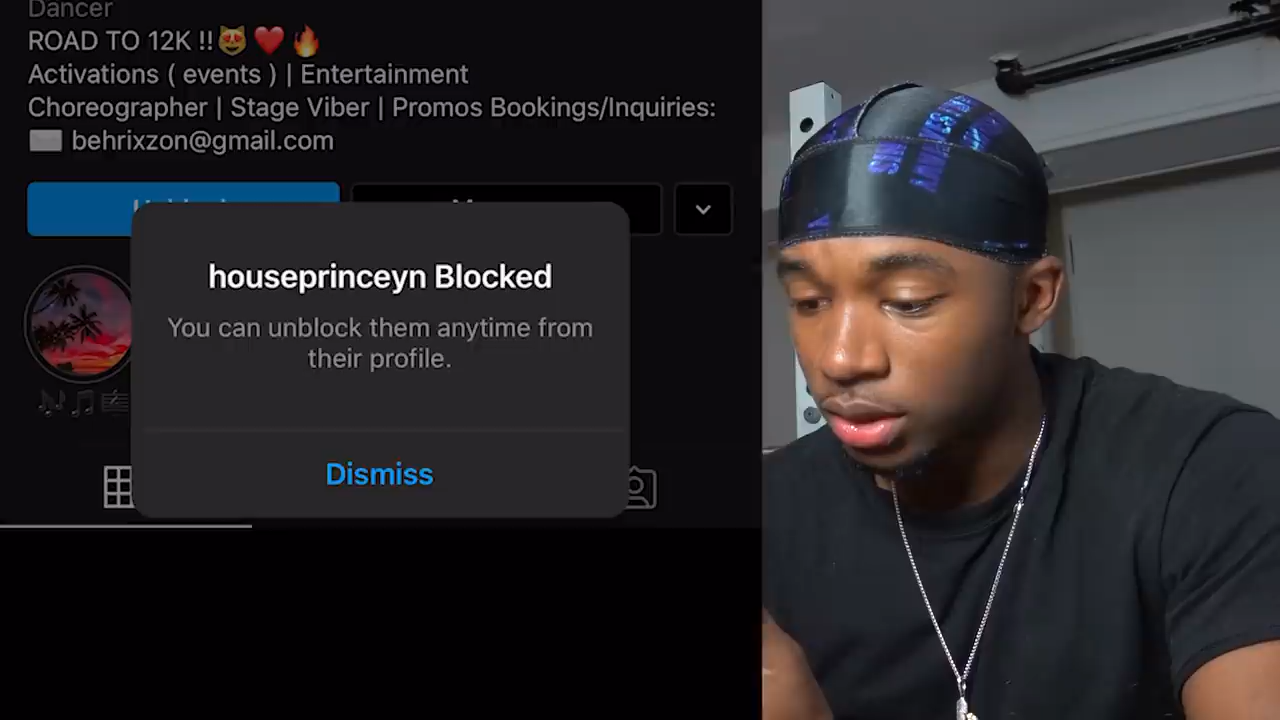 Dancer
ROAD TO 12K !!😻❤️🔥
Activations ( events ) | Entertainment
Choreographer | Stage Viber | Promos Bookings/Inquiries:
✉️ behrixzon@gmail.com
houseprinceyn Blocked
You can unblock them anytime from
their profile.
Dismiss